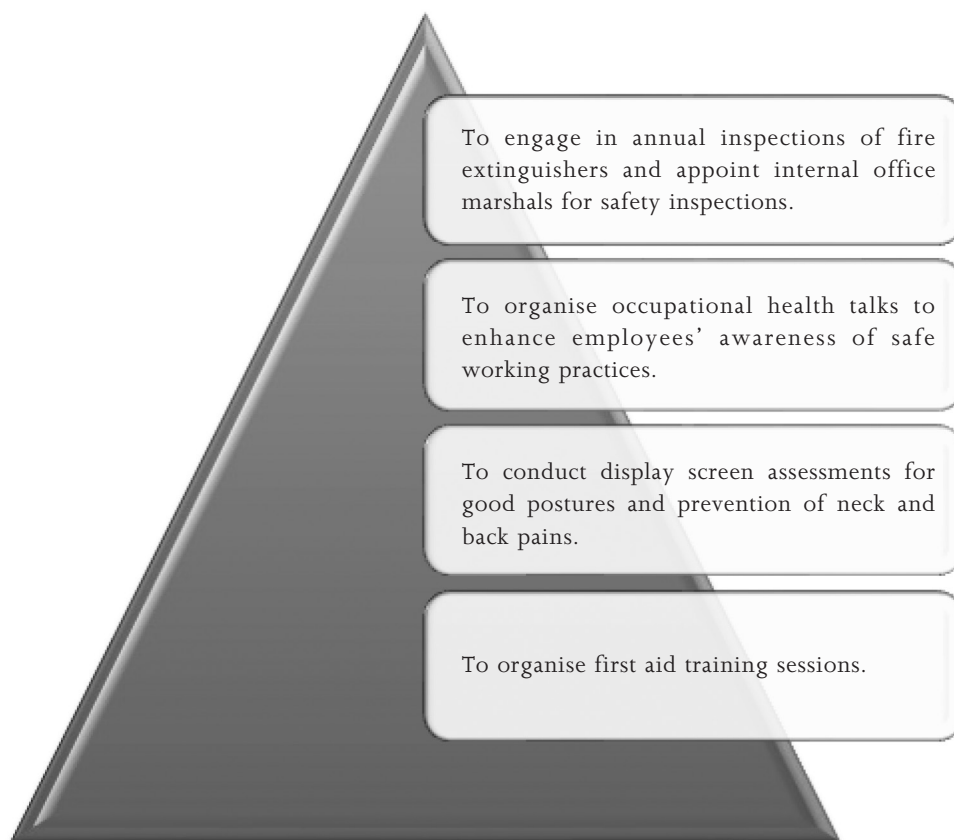 To engage in annual inspections of fire
extinguishers and appoint internal office
marshals for safety inspections.
To organise occupational health talks to
enhance employees’ awareness of safe
working practices.
To conduct display screen assessments for
good postures and prevention of neck and
back pains.
To organise first aid training sessions.